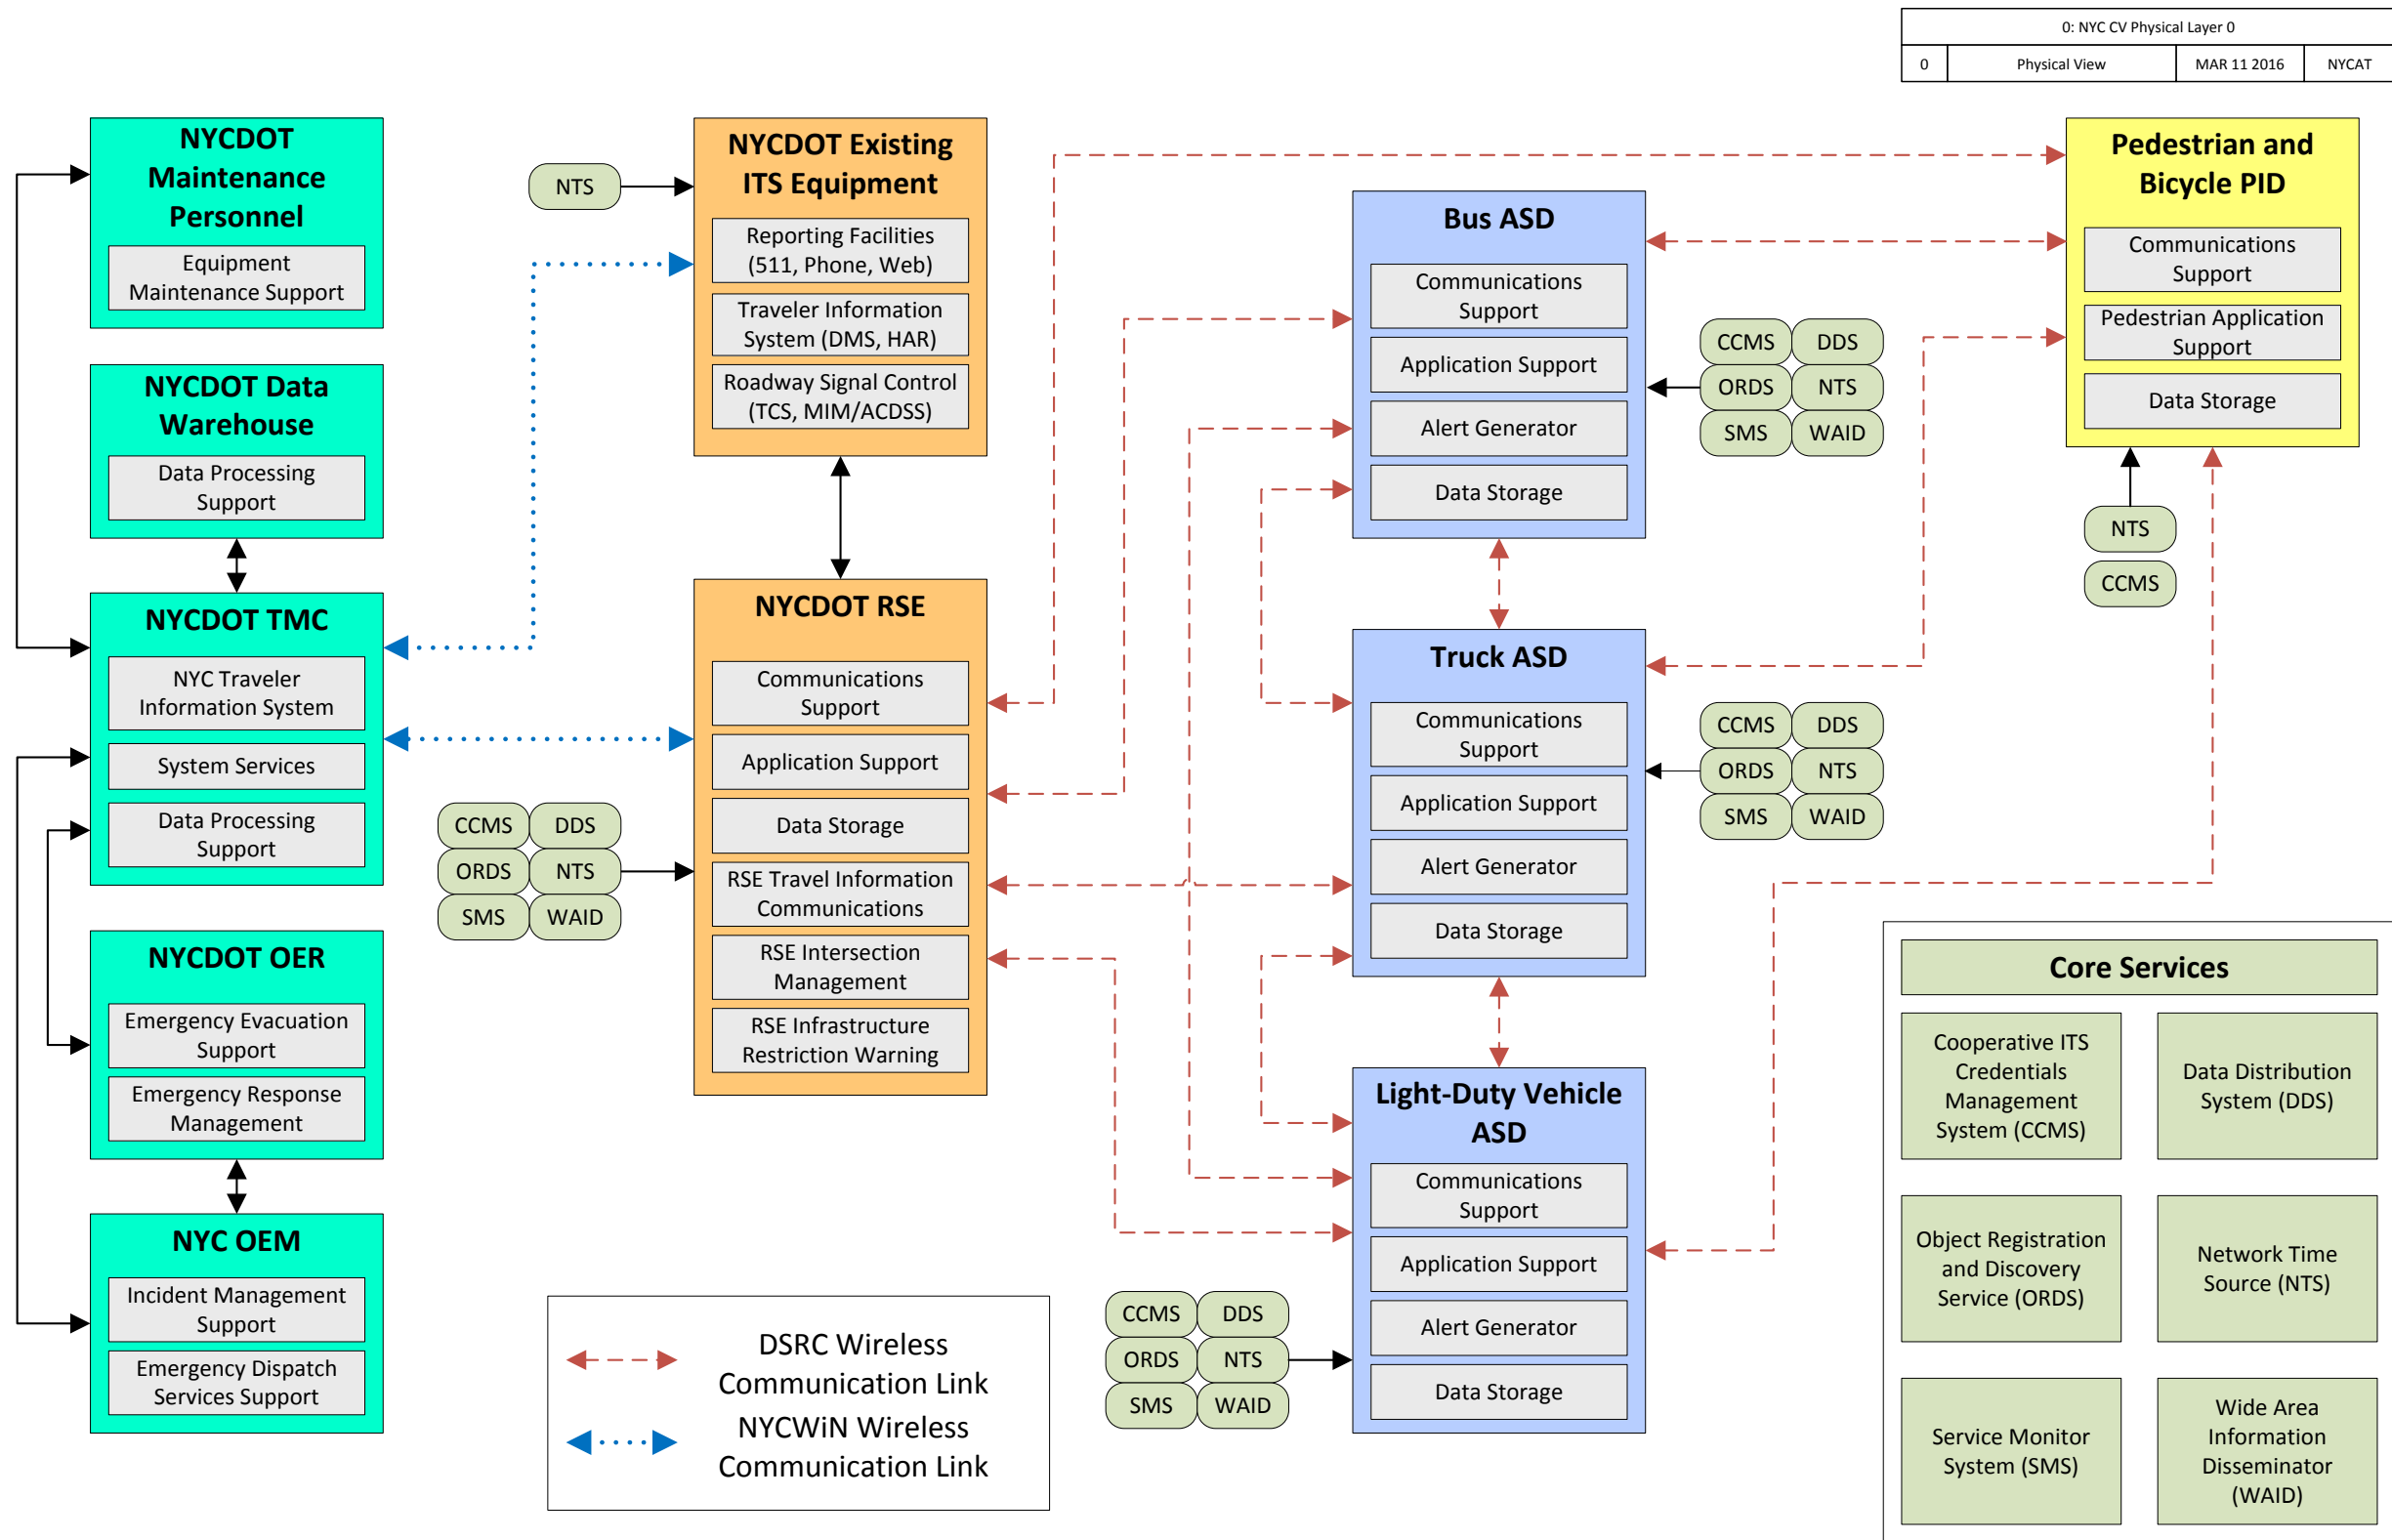 0: NYC CV Physical Layer 0
0 Physical View MAR 11 2016 NYCAT
NYCDOT
Maintenance
Personnel
Equipment
Maintenance Support
NYCDOT Data
Warehouse
Data Processing
Support
NYCDOT TMC
NYC Traveler
Information System
System Services
Data Processing
Support
NYCDOT OER
Emergency Evacuation
Support
Emergency Response
Management
NYC OEM
Incident Management
Support
Emergency Dispatch
Services Support
NTS
NYCDOT Existing
ITS Equipment
Reporting Facilities
(511, Phone, Web)
Traveler Information
System (DMS, HAR)
Roadway Signal Control
(TCS, MIM/ACDSS)
NYCDOT RSE
Communications
Support
Application Support
Data Storage
RSE Travel Information
Communications
RSE Intersection
Management
RSE Infrastructure
Restriction Warning
CCMS DDS
ORDS NTS
SMS WAID
Bus ASD
Communications
Support
Application Support
Alert Generator
Data Storage
CCMS DDS
ORDS NTS
SMS WAID
Truck ASD
Communications
Support
Application Support
Alert Generator
Data Storage
CCMS DDS
ORDS NTS
SMS WAID
Light-Duty Vehicle
ASD
Communications
Support
Application Support
Alert Generator
Data Storage
CCMS DDS
ORDS NTS
SMS WAID
Pedestrian and
Bicycle PID
Communications
Support
Pedestrian Application
Support
Data Storage
NTS
CCMS
DSRC Wireless
Communication Link
NYCWiN Wireless
Communication Link
Core Services
Cooperative ITS
Credentials
Management
System (CCMS)
Data Distribution
System (DDS)
Object Registration
and Discovery
Service (ORDS)
Network Time
Source (NTS)
Service Monitor
System (SMS)
Wide Area
Information
Disseminator
(WAID)